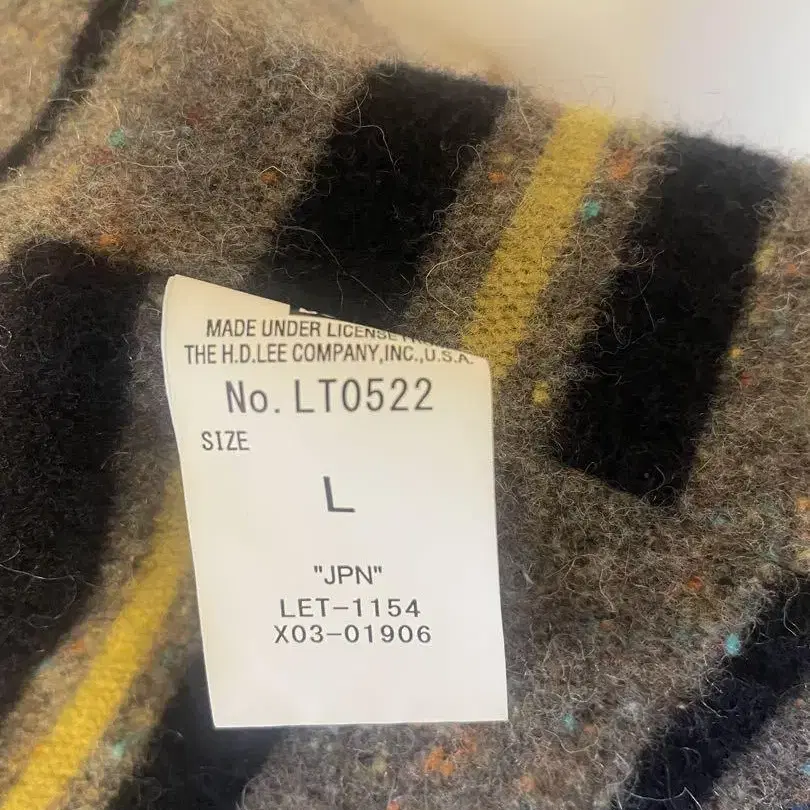 MADE UNDER LICENSE
THE H.D.LEE COMPANY,INC.,U.S.A.
No. LT0522
SIZE
L
"JPN"
LET-1154
X03-01906